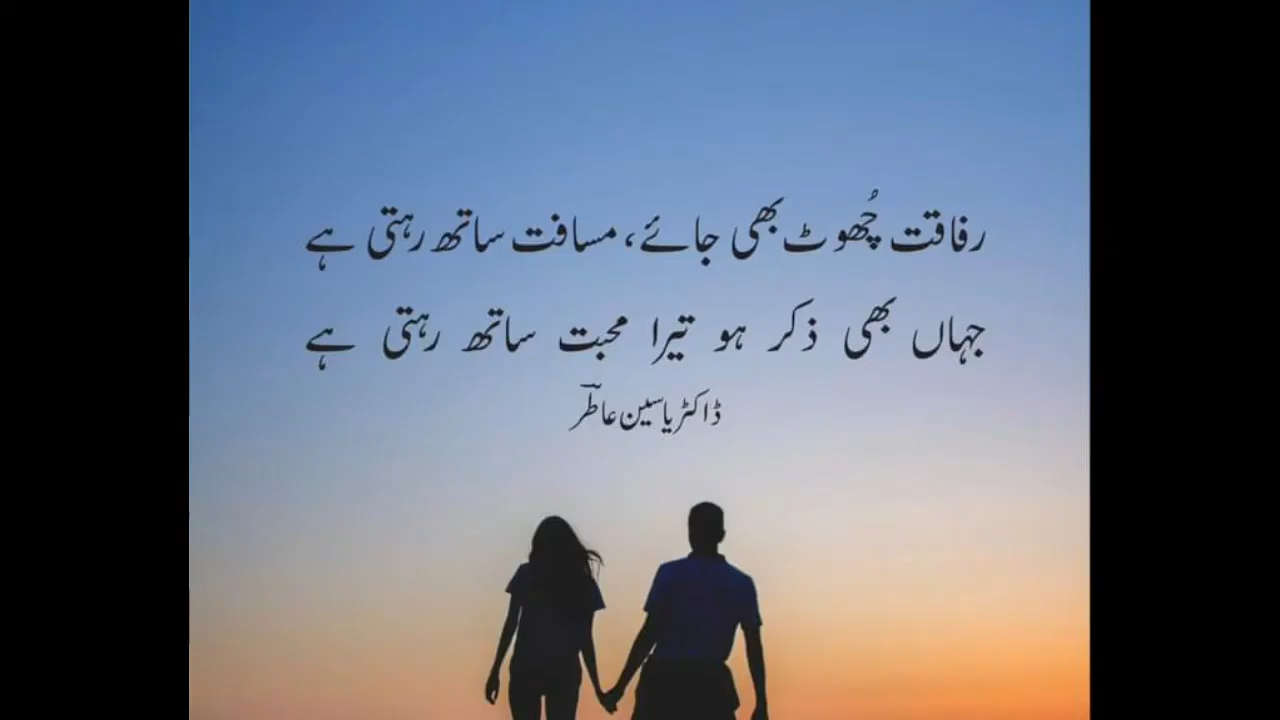 رفاقت چُھوٹ بھی جائے، مسافت ساتھ رہتی ہے
جہاں بھی ذکر ہو تیرا محبت ساتھ رہتی ہے
ڈاکٹر یاسین عاطرؔ